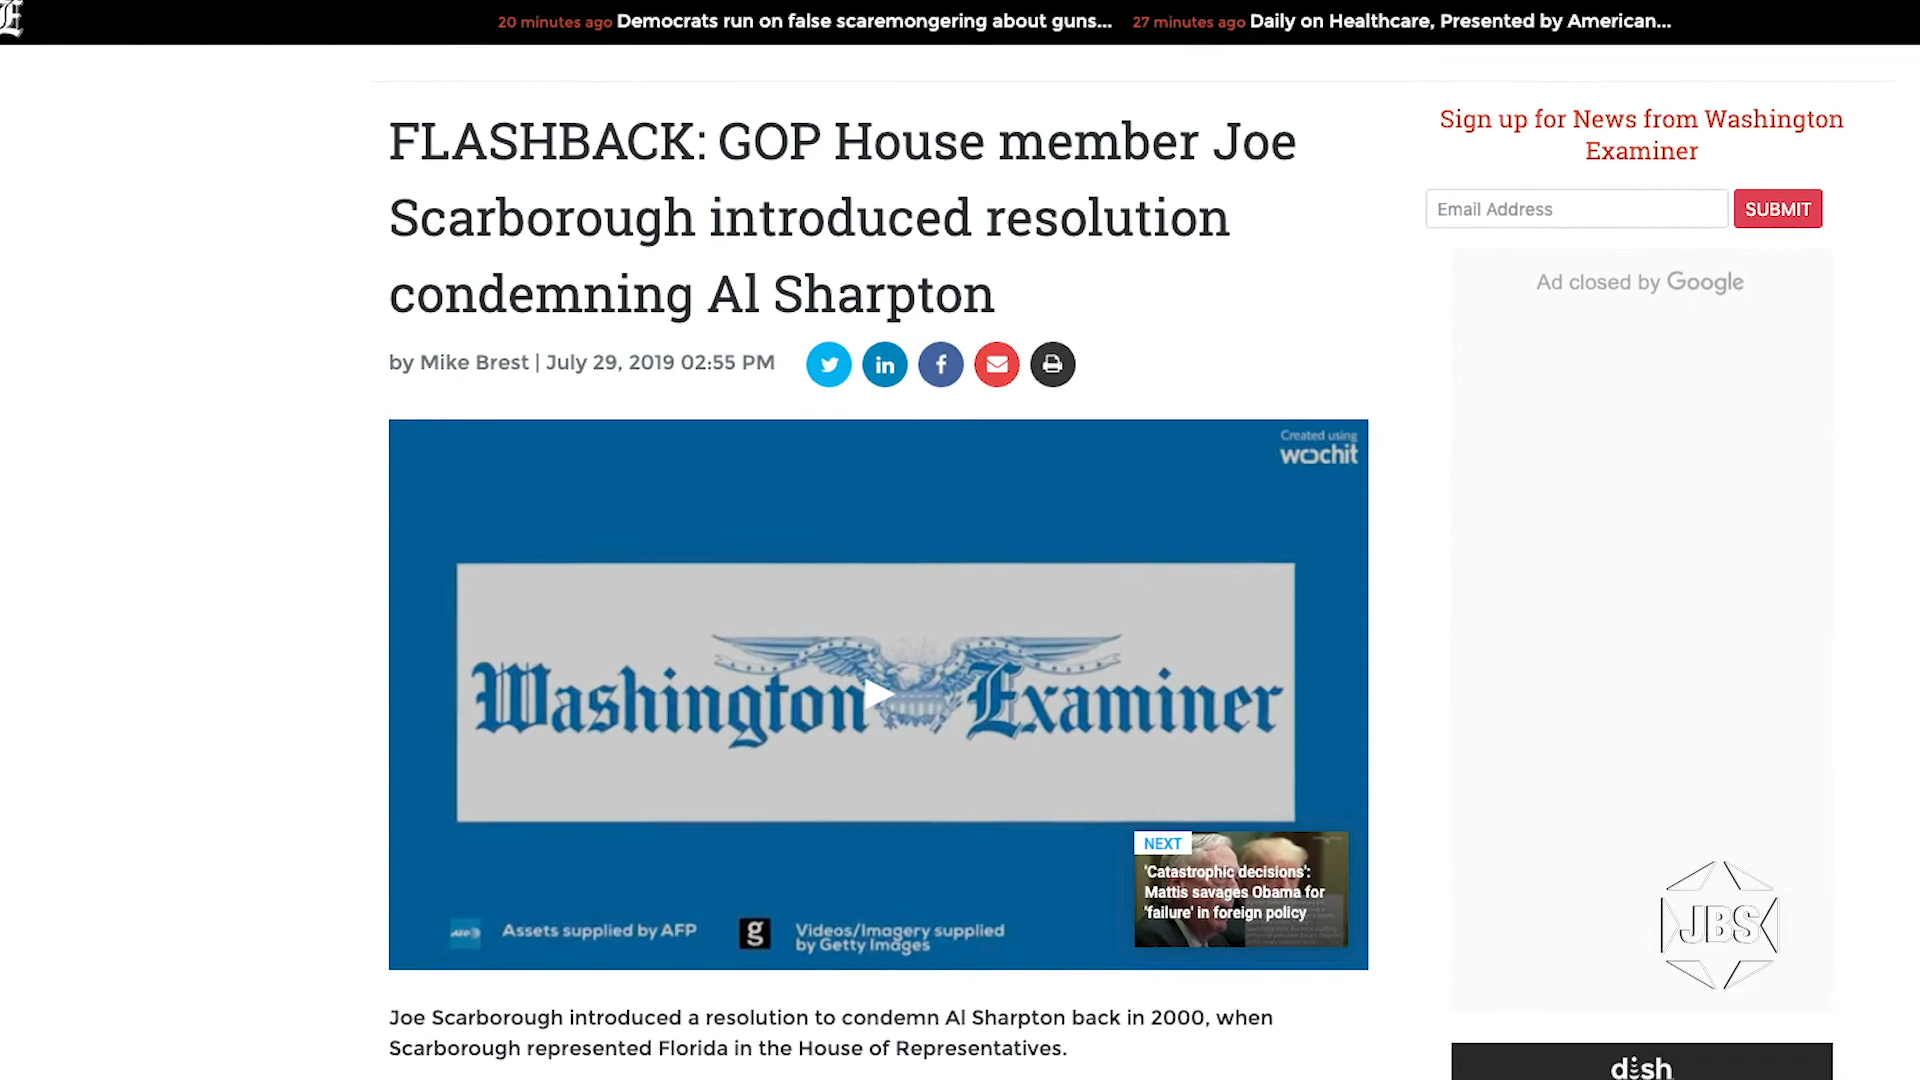 20 minutes ago Democrats run on false scaremongering about guns... 27 minutes ago Daily on Healthcare, Presented by American...
FLASHBACK: GOP House member Joe
Scarborough introduced resolution
condemning Al Sharpton
by Mike Brest | July 29, 2019 02:55 PM
Sign up for News from Washington
Examiner
Email Address
SUBMIT
Ad closed by Google
Created using
wochit
Washington Examiner
NEXT
'Catastrophic decisions':
Mattis savages Obama for
'failure' in foreign policy
AFP Assets supplied by AFP
g Videos/Imagery supplied
by Getty Images
JBS
Joe Scarborough introduced a resolution to condemn Al Sharpton back in 2000, when
Scarborough represented Florida in the House of Representatives.
dish